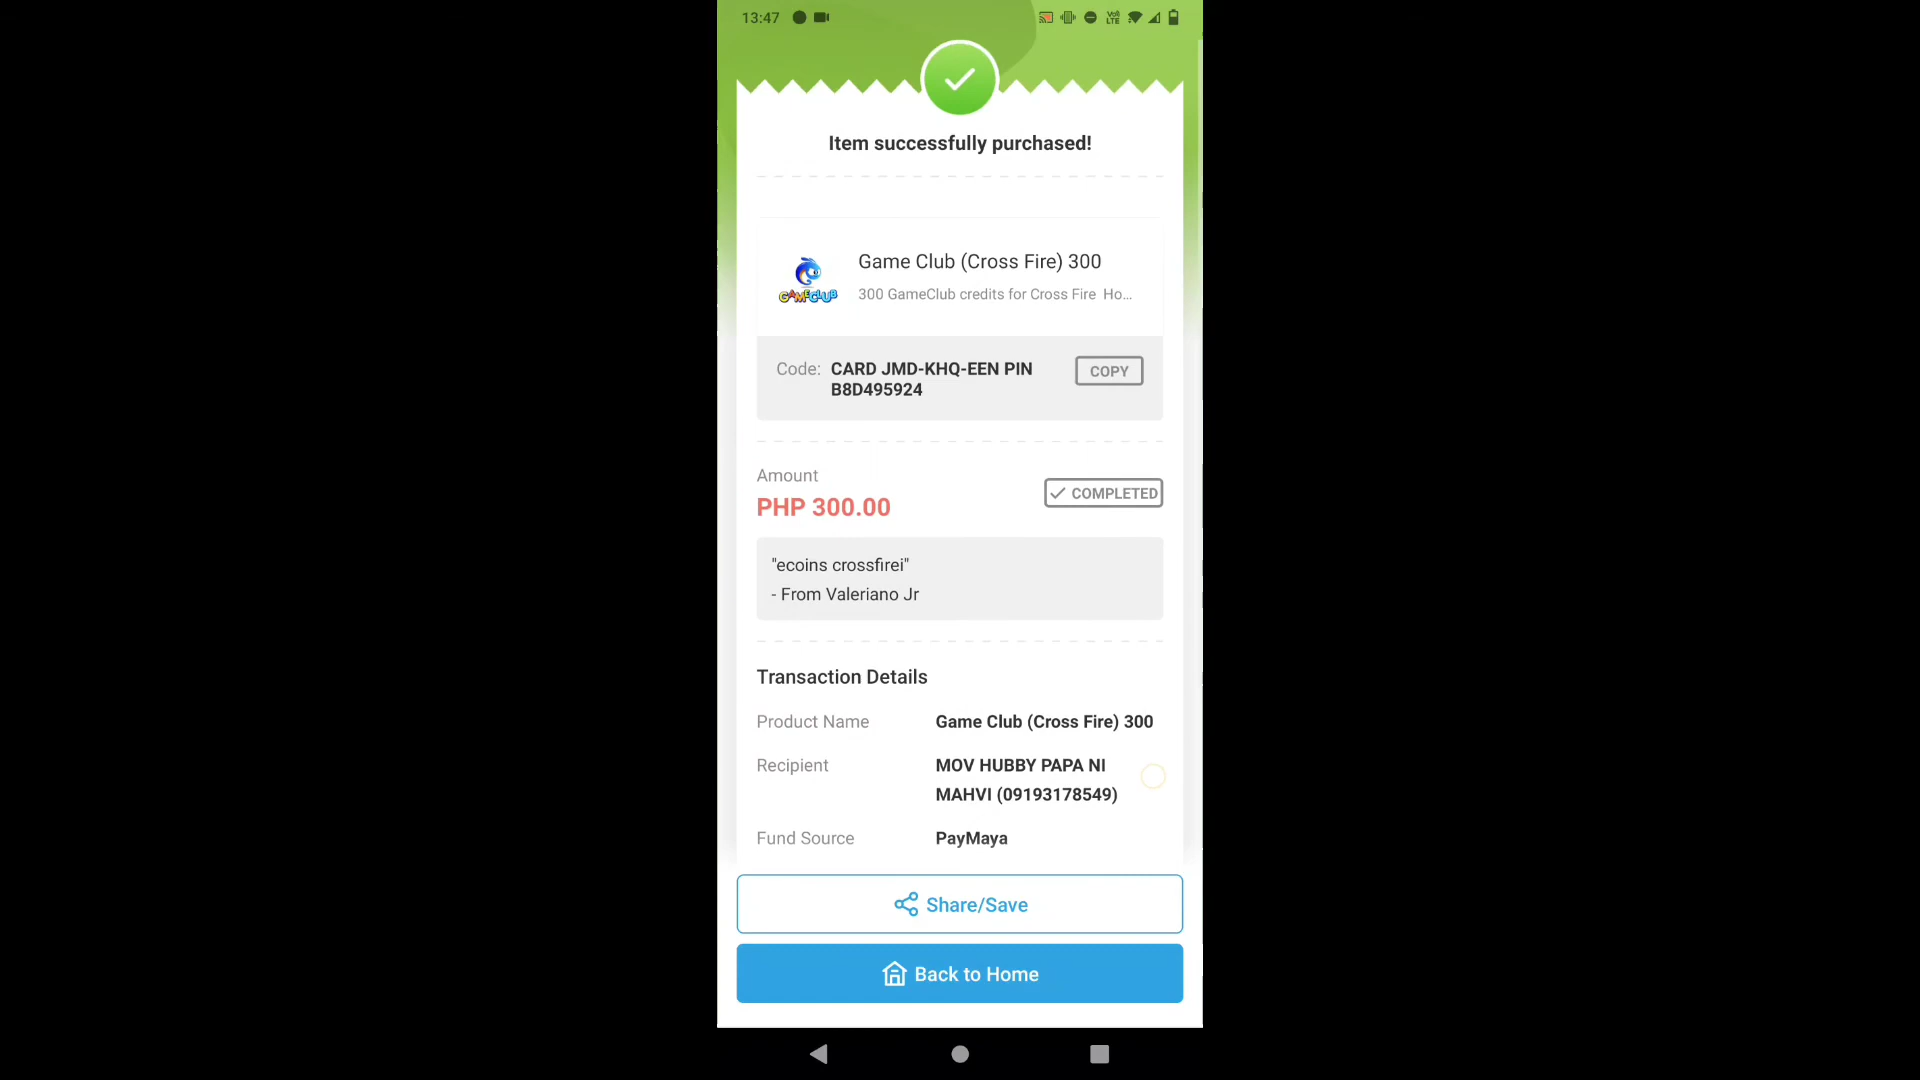 13:47
Vo)
LTE
Item successfully purchased!
Game Club (Cross Fire) 300
GAMECLUB
300 GameClub credits for Cross Fire Ho...
Code: CARD JMD-KHQ-EEN PIN
COPY
B8D495924
Amount
PHP 300.00
COMPLETED
"ecoins crossfirei"
- From Valeriano Jr
Transaction Details
Product Name Game Club (Cross Fire) 300
Recipient MOV HUBBY PAPA NI
MAHVI (09193178549)
Fund Source PayMaya
Share/Save
Back to Home